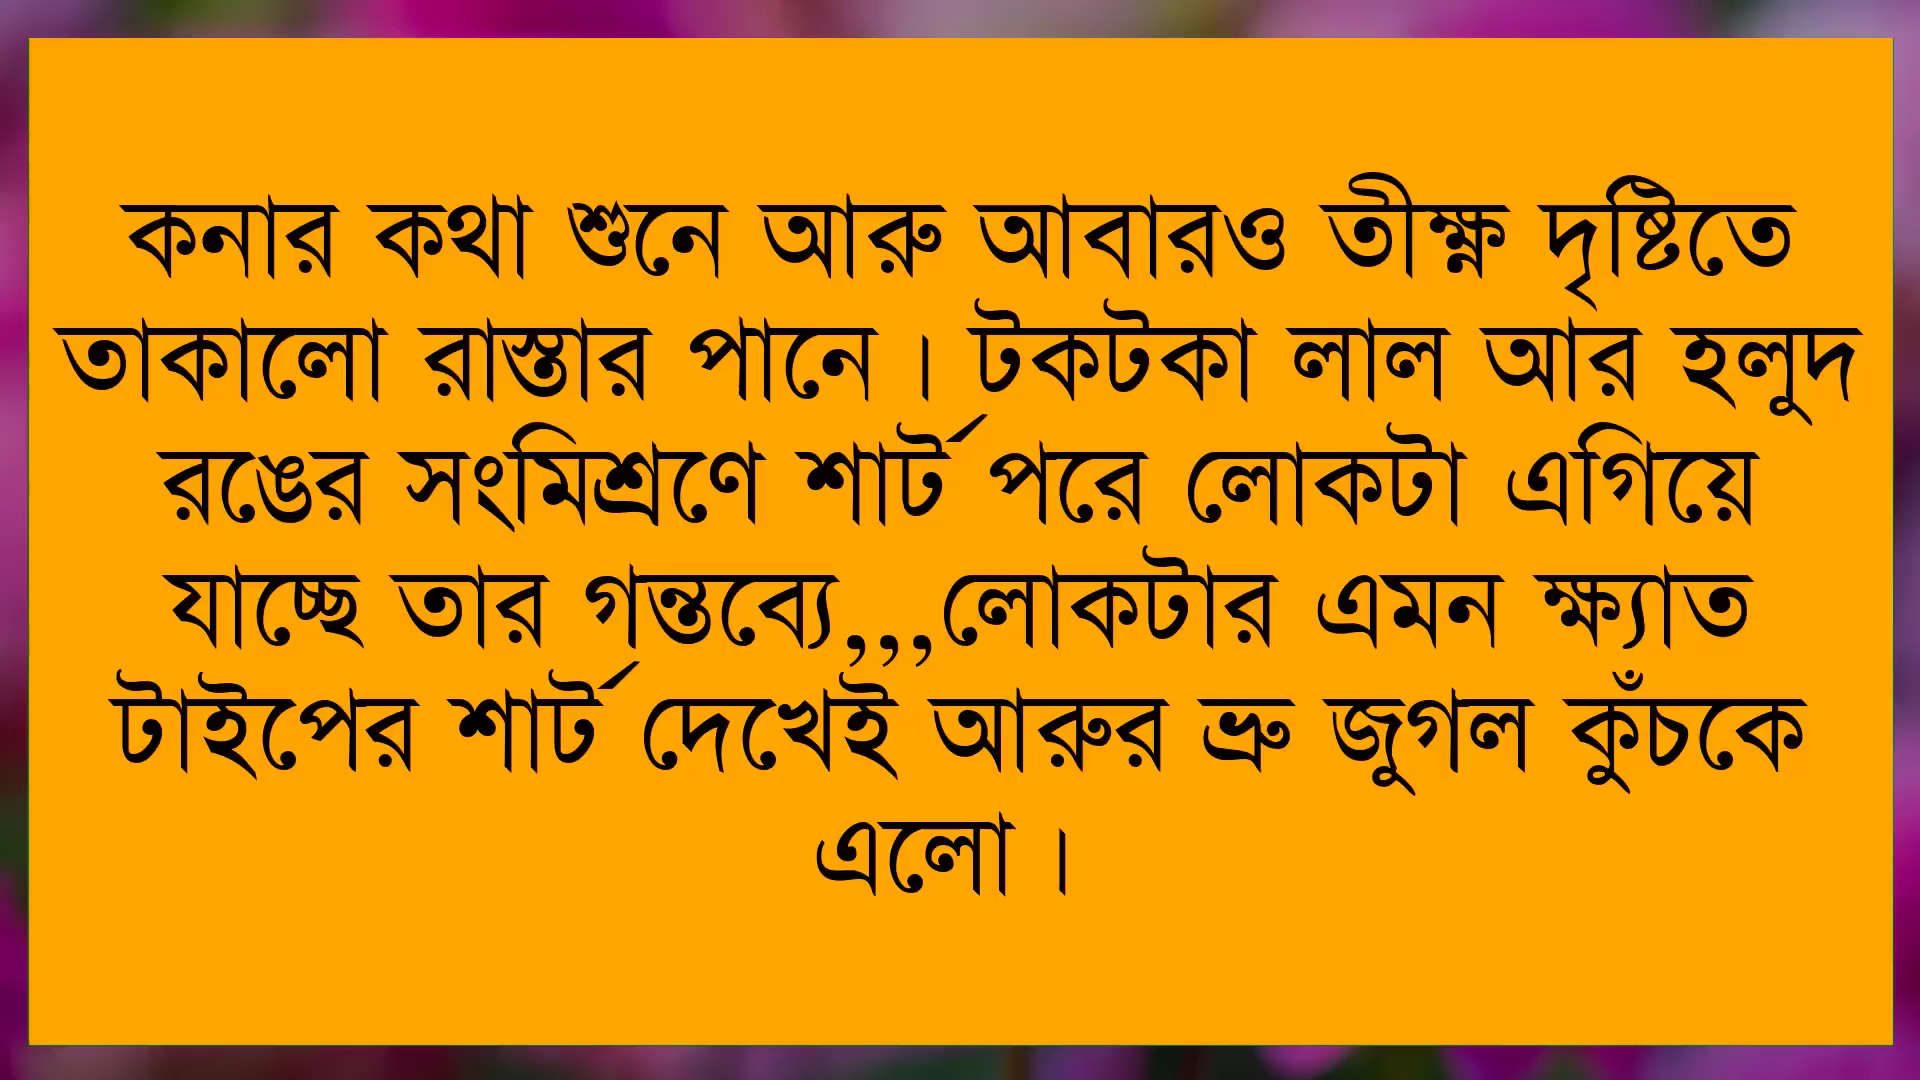 কনার কথা শুনে আরু আবারও তীক্ষ্ণ দৃষ্টিতে
তাকালো রাস্তার পানে। টকটকা লাল আর হলুদ
রঙের সংমিশ্রণে শার্ট পরে লোকটা এগিয়ে
যাচ্ছে তার গন্তব্যে,,,লোকটার এমন ক্ষ্যাত
টাইপের শার্ট দেখেই আরুর ভ্রু জুগল কুঁচকে
এলো।